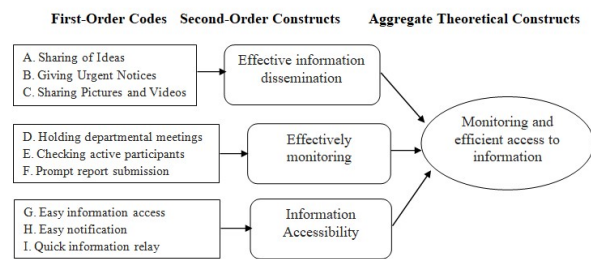 First-Order Codes Second-Order Constructs Aggregate Theoretical Constructs
A. Sharing of Ideas
B. Giving Urgent Notices
C. Sharing Pictures and Videos
Effective information
dissemination
D. Holding departmental meetings
E. Checking active participants
F. Prompt report submission
Effectively
monitoring
Monitoring and
efficient access to
information
G. Easy information access
H. Easy notification
I. Quick information relay
Information
Accessibility